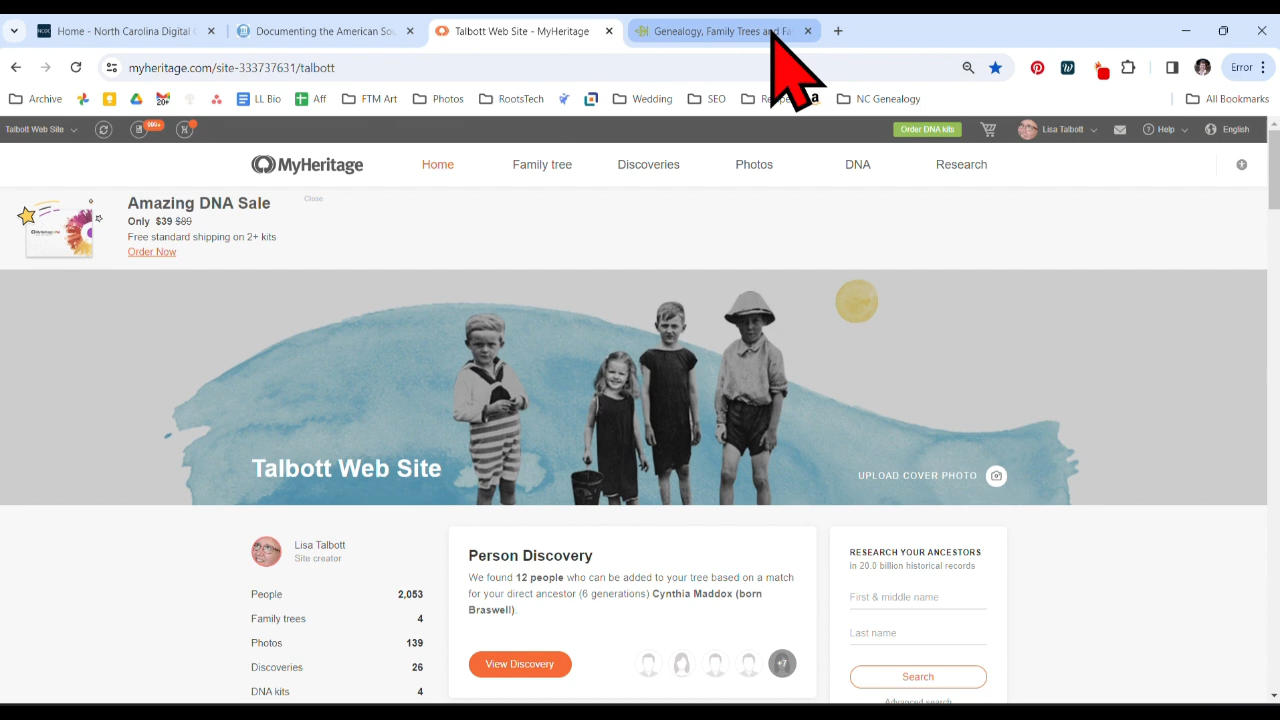 Home - North Carolina Digital
Documenting the American Sou
Talbott Web Site - MyHeritage
Genealogy, Family Trees and Fa
myheritage.com/site-333737631/talbott
Error
Archive
20+
LL Bio
Aff
FTM Art
Photos
RootsTech
Wedding
SEO
a
NC Genealogy
All Bookmarks
Talbott Web Site
Order DNA kits
Lisa Talbott
Help
English
MyHeritage
Home
Family tree
Discoveries
Photos
DNA
Research
Amazing DNA Sale
Close
Only $39 $89
Free standard shipping on 2+ kits
Order Now
Talbott Web Site
UPLOAD COVER PHOTO
Lisa Talbott
Site creator
People 2,053
Family trees 4
Photos 139
Discoveries 26
DNA kits 4
Person Discovery
We found 12 people who can be added to your tree based on a match
for your direct ancestor (6 generations) Cynthia Maddox (born
Braswell).
View Discovery
+7
RESEARCH YOUR ANCESTORS
in 20.0 billion historical records
First & middle name
Last name
Search
Advanced search